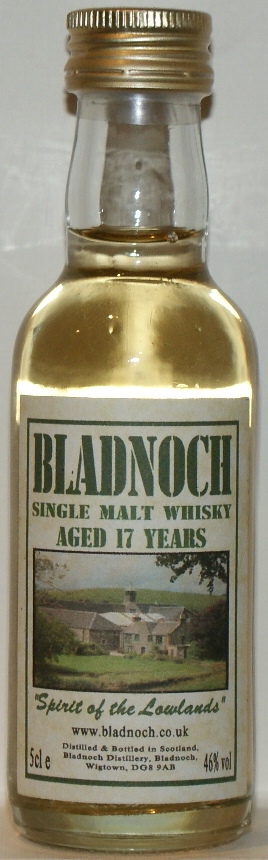 BLADNOCH
SINGLE MALT WHISKY
AGED 17 YEARS
"Spirit of the Lowlands"
www.bladnoch.co.uk
Distilled & Bottled in Scotland,
Bladnoch Distillery, Bladnoch,
Wigtown, DG8 9AB
5cl e 46% vol